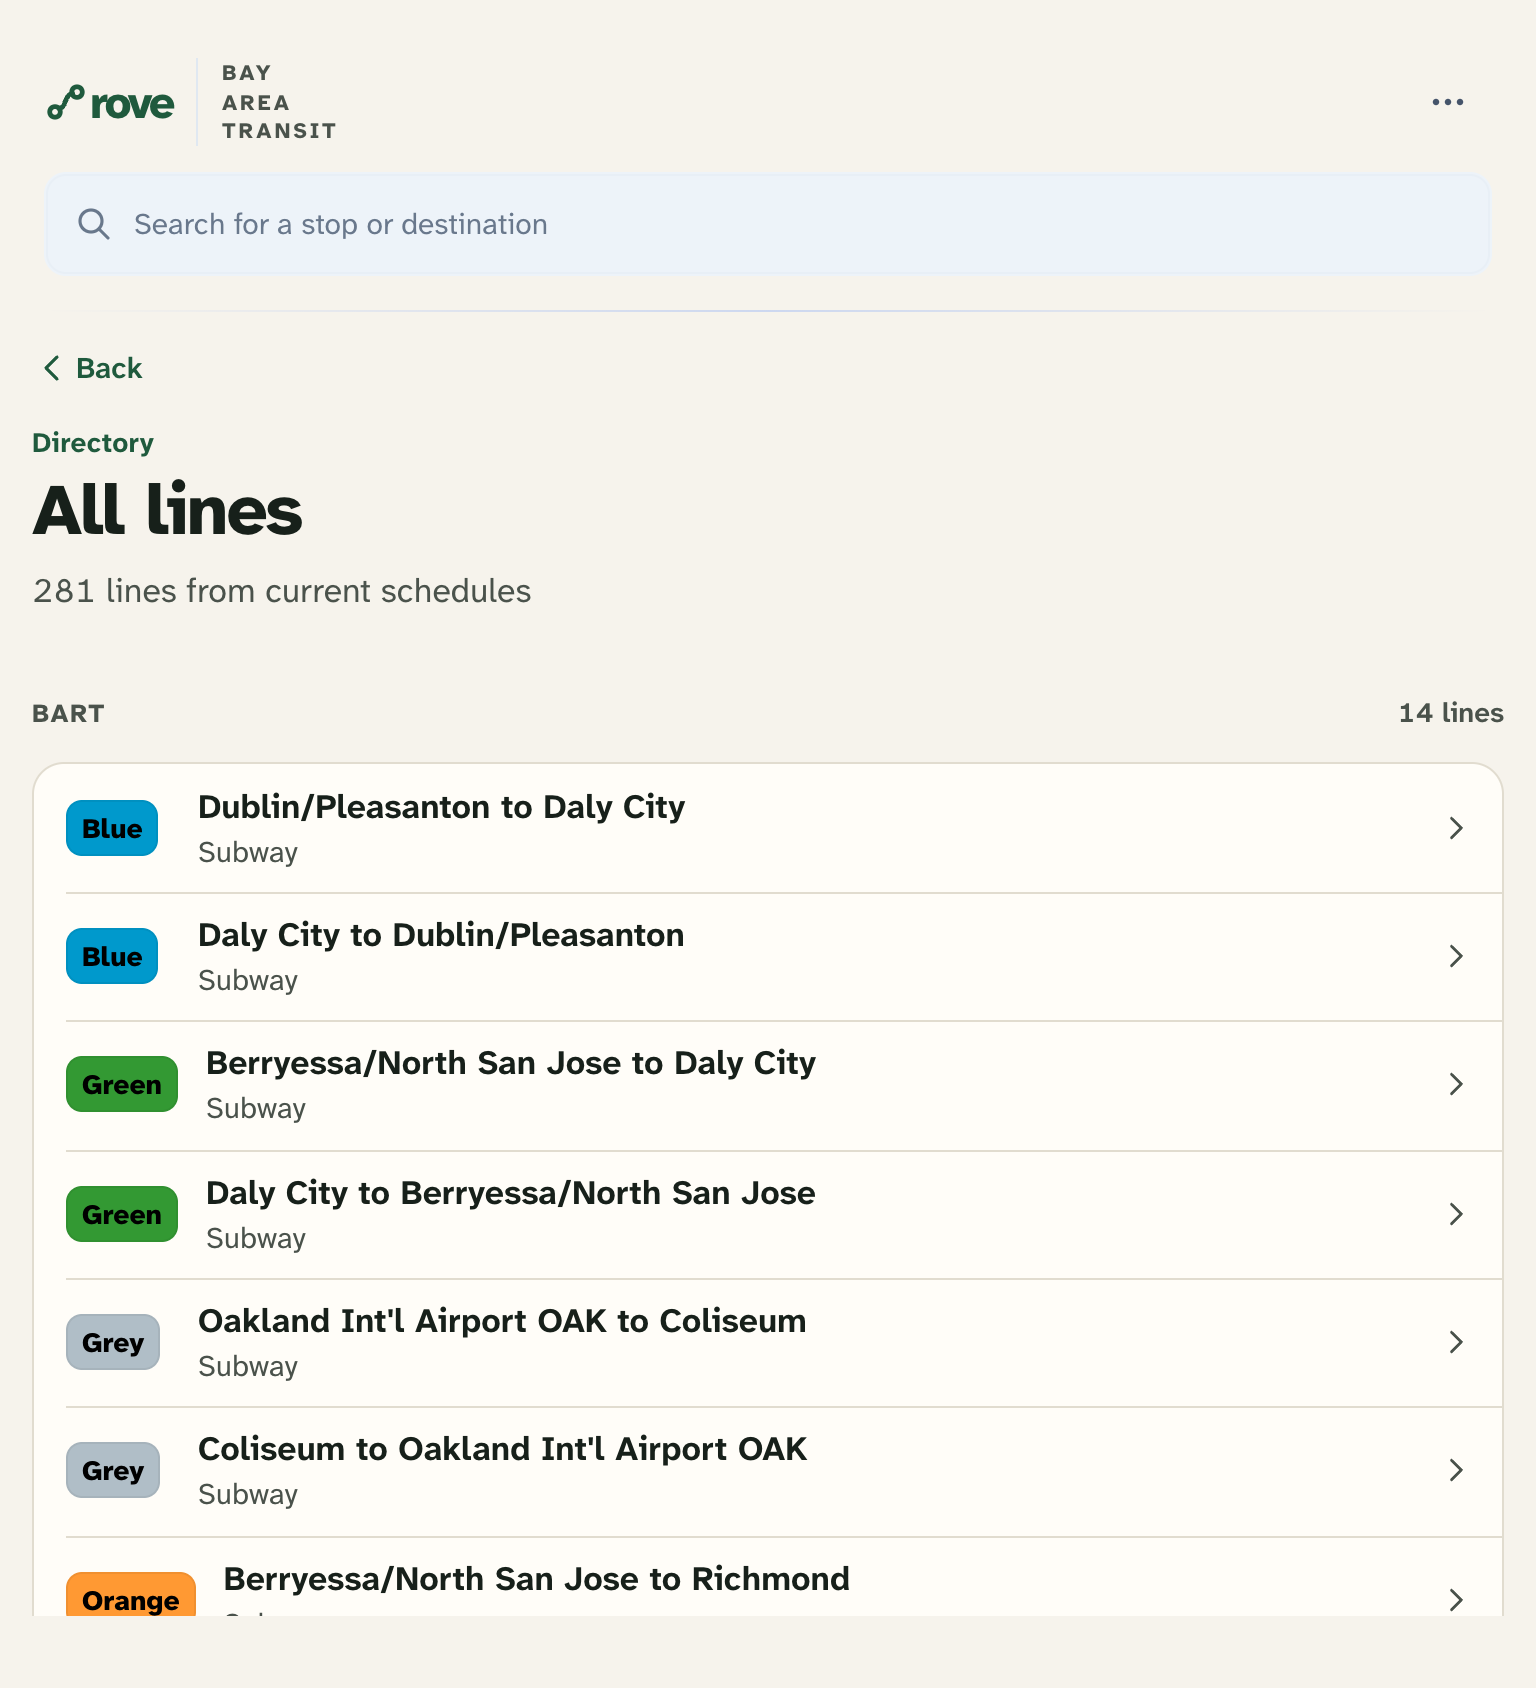 rove
BAY
AREA
TRANSIT
Search for a stop or destination
Back
Directory
All lines
281 lines from current schedules
BART
14 lines
Blue
Dublin/Pleasanton to Daly City
Subway
Blue
Daly City to Dublin/Pleasanton
Subway
Green
Berryessa/North San Jose to Daly City
Subway
Green
Daly City to Berryessa/North San Jose
Subway
Grey
Oakland Int'l Airport OAK to Coliseum
Subway
Grey
Coliseum to Oakland Int'l Airport OAK
Subway
Orange
Berryessa/North San Jose to Richmond